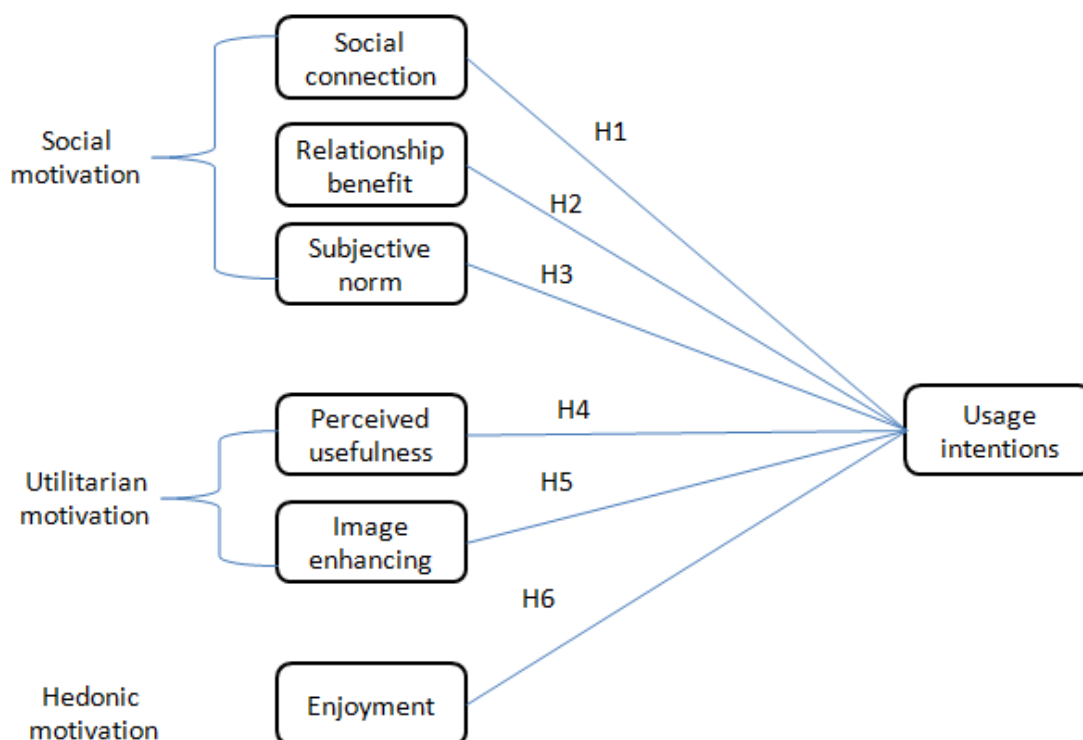 Social
connection
H1
Social
motivation
Relationship
benefit
H2
Subjective
norm
H3
Perceived
usefulness
H4
Usage
intentions
Utilitarian
motivation
H5
Image
enhancing
H6
Hedonic
motivation
Enjoyment